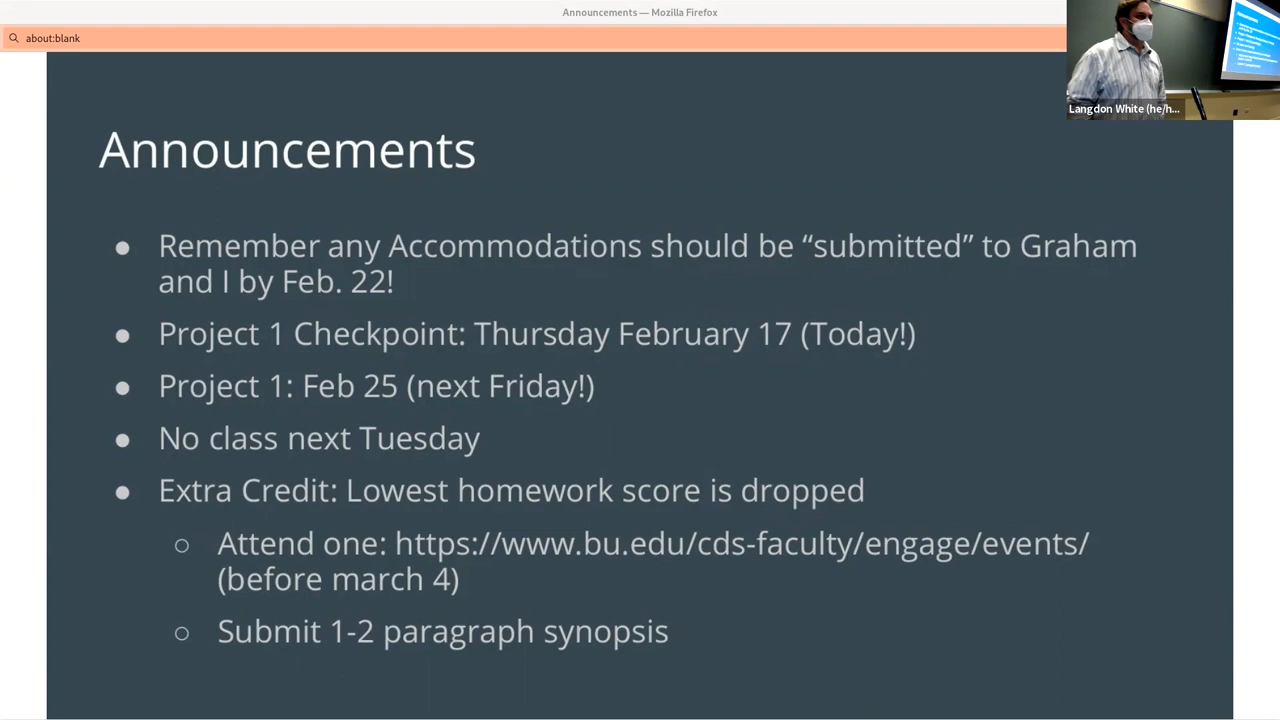 Announcements — Mozilla Firefox
about:blank
Langdon White (he/h...
Announcements
● Remember any Accommodations should be “submitted” to Graham
and I by Feb. 22!
● Project 1 Checkpoint: Thursday February 17 (Today!)
● Project 1: Feb 25 (next Friday!)
● No class next Tuesday
● Extra Credit: Lowest homework score is dropped
○ Attend one: https://www.bu.edu/cds-faculty/engage/events/
(before march 4)
○ Submit 1-2 paragraph synopsis